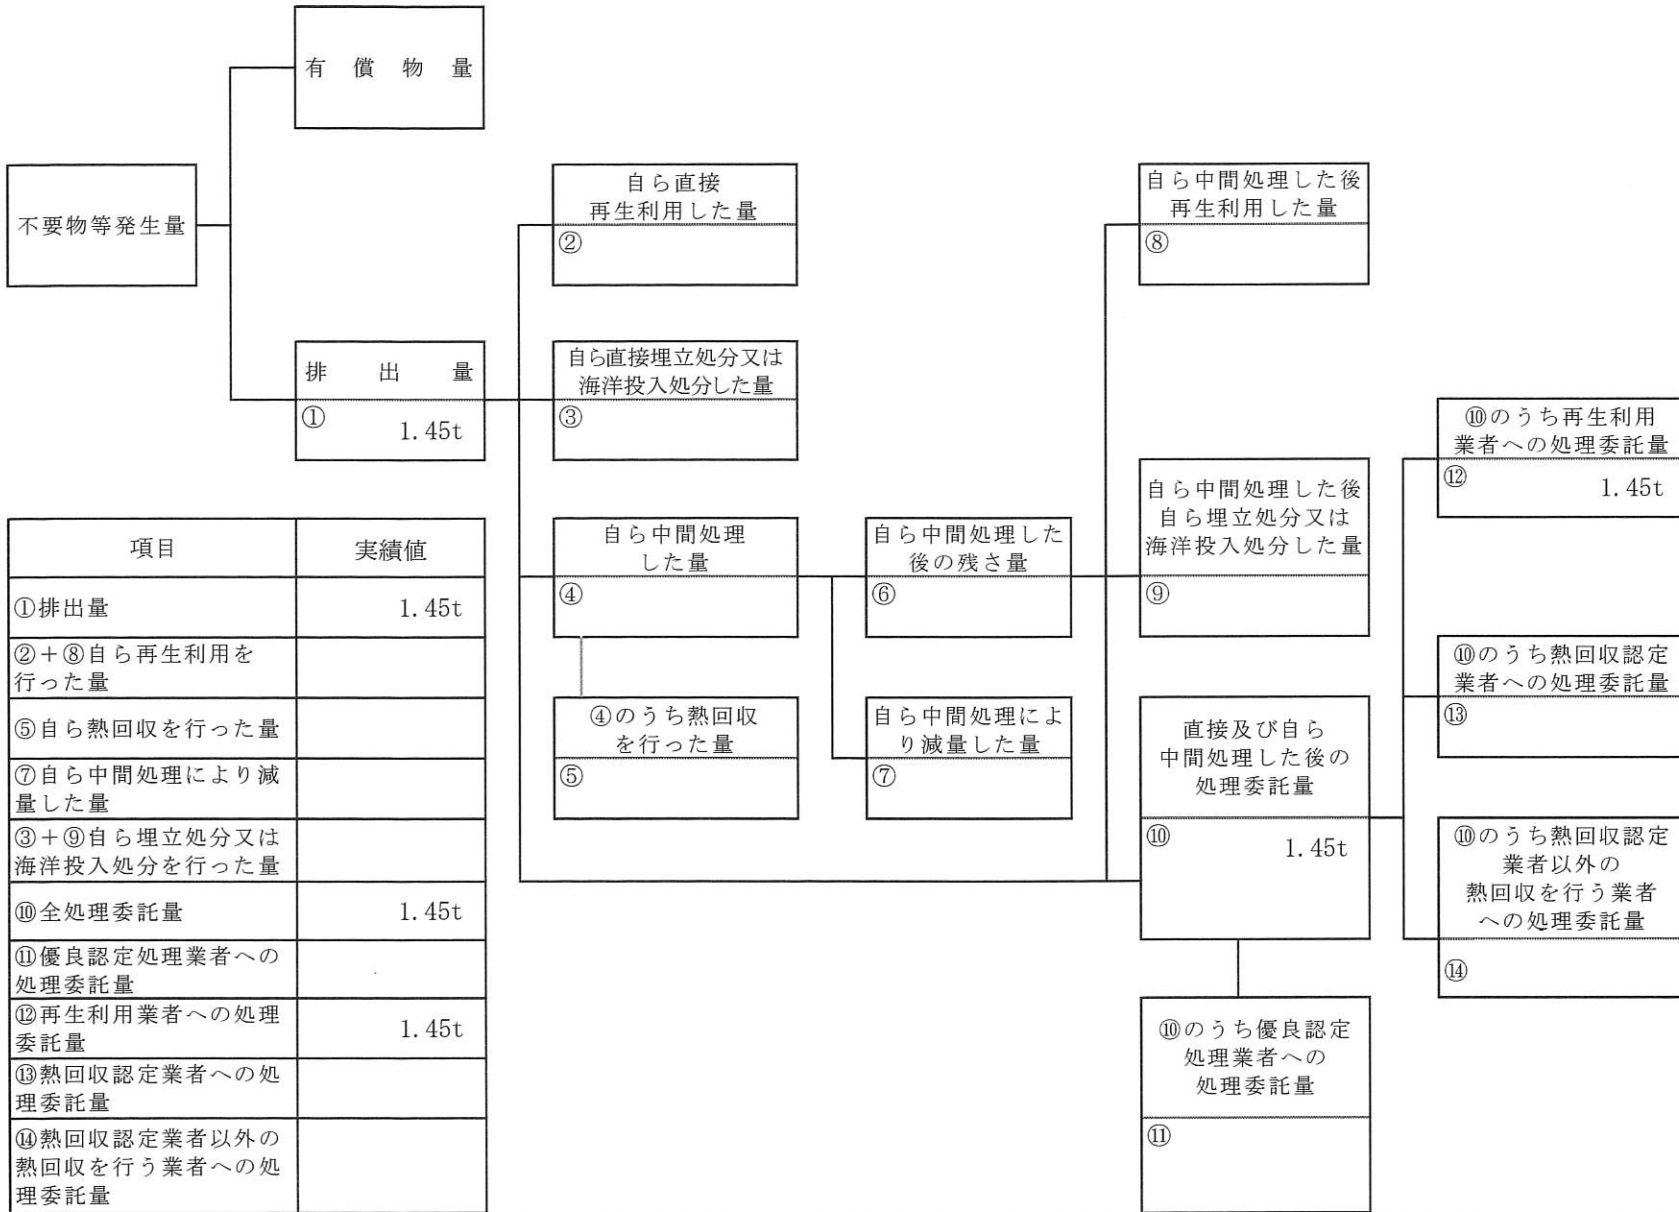 有償物量
不要物等発生量
排出量
①
1.45t
自ら直接
再生利用した量
②
自ら直接埋立処分又は
海洋投入処分した量
③
自ら中間処理
した量
④
④のうち熱回収
を行った量
⑤
自ら中間処理した
後の残さ量
⑥
自ら中間処理によ
り減量した量
⑦
自ら中間処理した後
再生利用した量
⑧
自ら中間処理した後
自ら埋立処分又は
海洋投入処分した量
⑨
直接及び自ら
中間処理した後の
処理委託量
⑩
1.45t
⑩のうち優良認定
処理業者への
処理委託量
⑪
⑩のうち再生利用
業者への処理委託量
⑫
1.45t
⑩のうち熱回収認定
業者への処理委託量
⑬
⑩のうち熱回収認定
業者以外の
熱回収を行う業者
への処理委託量
⑭
項目 実績値
①排出量 1.45t
②+⑧自ら再生利用を
行った量
⑤自ら熱回収を行った量
⑦自ら中間処理により減
量した量
③+⑨自ら埋立処分又は
海洋投入処分を行った量
⑩全処理委託量 1.45t
⑪優良認定処理業者への
処理委託量
⑫再生利用業者への処理
委託量 1.45t
⑬熱回収認定業者への処
理委託量
⑭熱回収認定業者以外の
熱回収を行う業者への処
理委託量